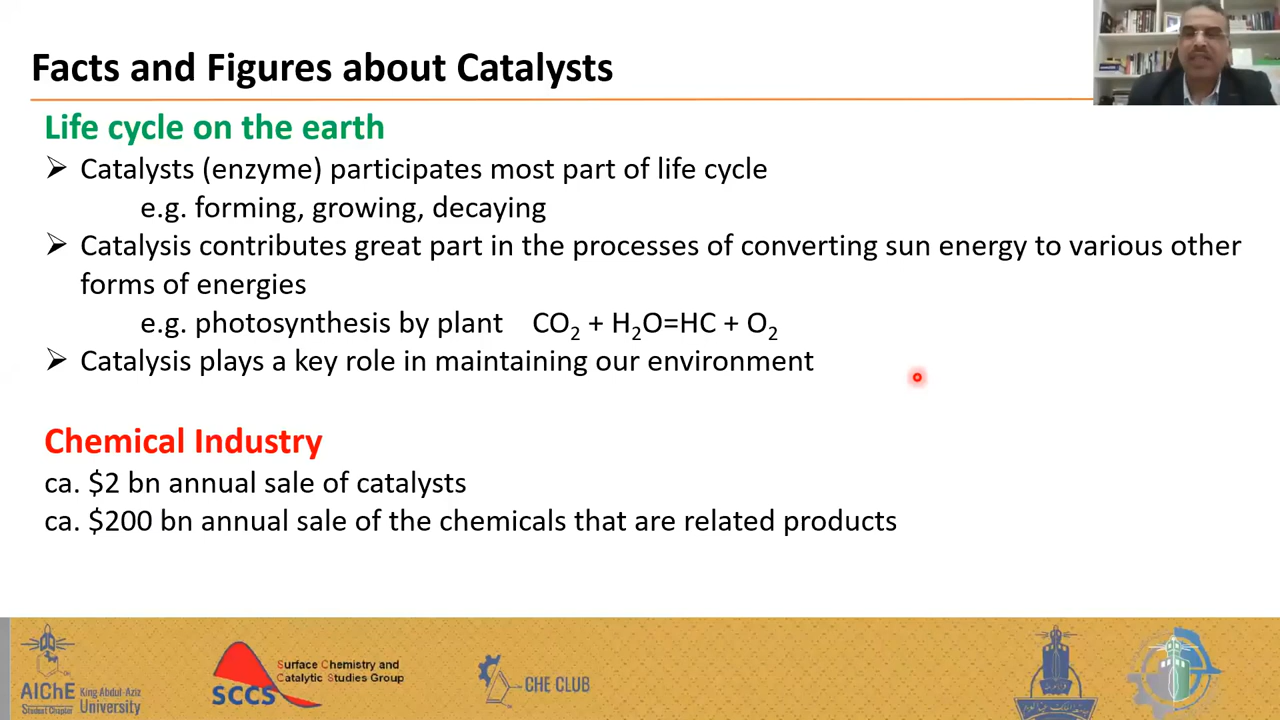 Facts and Figures about Catalysts
Life cycle on the earth
➢ Catalysts (enzyme) participates most part of life cycle
e.g. forming, growing, decaying
➢ Catalysis contributes great part in the processes of converting sun energy to various other
forms of energies
e.g. photosynthesis by plant CO₂ + H₂O=HC + O₂
➢ Catalysis plays a key role in maintaining our environment
Chemical Industry
ca. $2 bn annual sale of catalysts
ca. $200 bn annual sale of the chemicals that are related products
AIChE
Student Chapter
King Abdul-Aziz
University
SCCS
Surface Chemistry and
Catalytic Studies Group
CHE CLUB